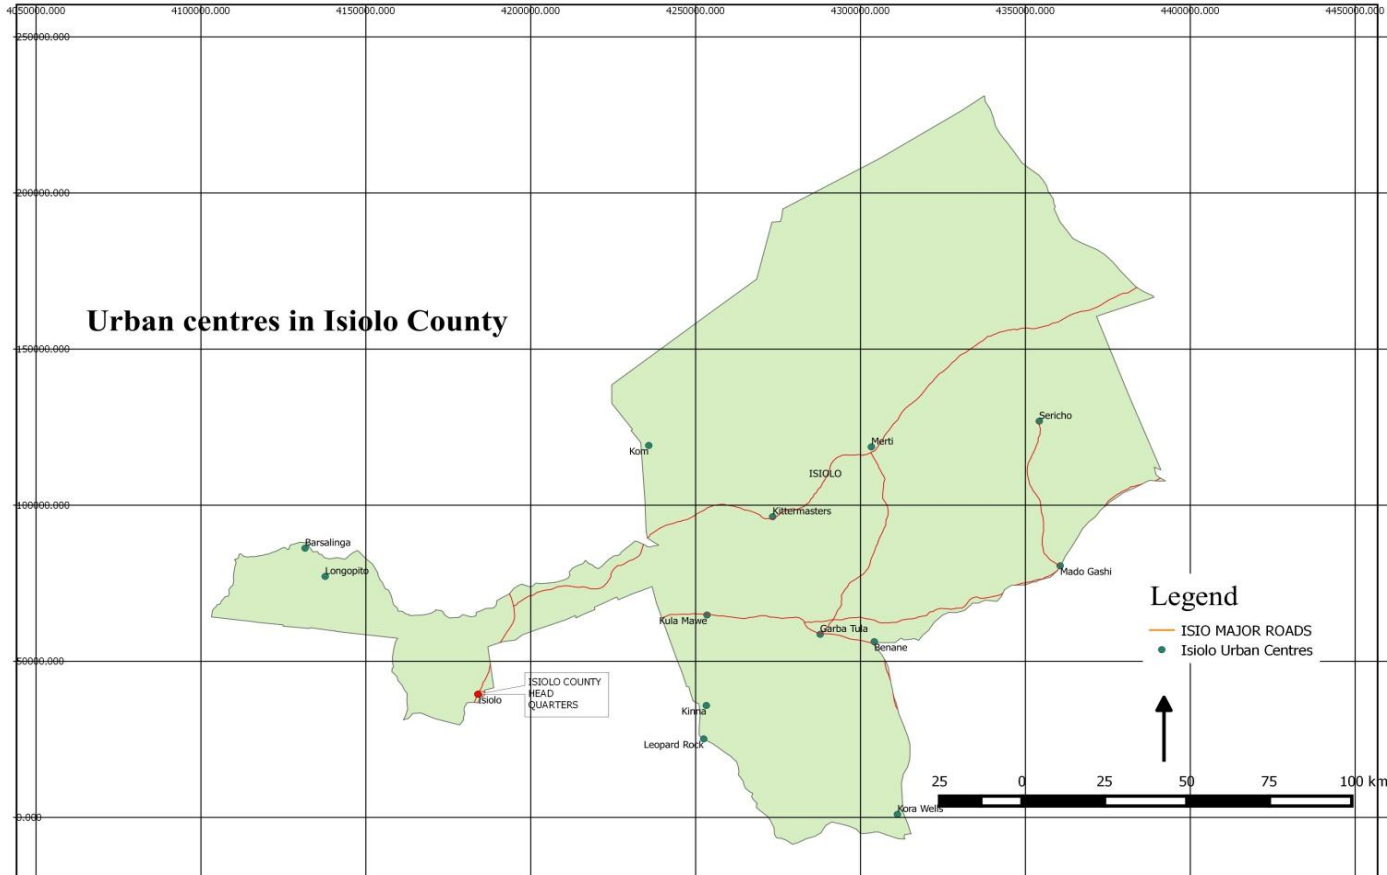 4050000.000 4100000.000 4150000.000 4200000.000 4250000.000 4300000.000 4350000.000 4400000.000 4450000.000
250000.000
200000.000
Urban centres in Isiolo County
150000.000
Sericho
Merti
Kom
ISIOLO
100000.000
Kittermasters
Barsalinga
Longopito
Mado Gashi
Legend
Kula Mawe
Garba Tula
ISIO MAJOR ROADS
Benane
Isiolo Urban Centres
50000.000
ISIOLO COUNTY
HEAD
QUARTERS
Isiolo
Kinna
Leopard Rock
25 0 25 50 75 100 km
Kora Wells
0.000